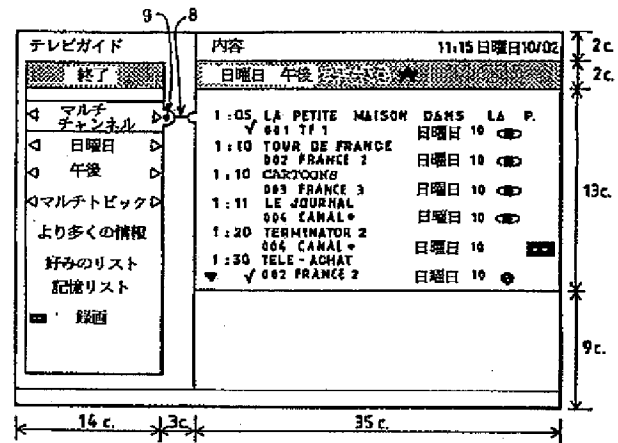 9 8
テレビガイド
内容 11:15 日曜日10/02
2c.
終了
日曜日 午後
2c.
マルチ
チャンネル
日曜日
午後
マルチトピック
より多くの情報
好みのリスト
記憶リスト
録画
1:05 LA PETITE MAISON DANS LA P.
✓ 001 TF 1 日曜日 10
1:10 TOUR DE FRANCE
002 FRANCE 2 日曜日 10
1.10 CARTOONS
003 FRANCE 3 日曜日 10
1:11 LE JOURNAL
004 CANAL+ 日曜日 10
1:20 TERMINATOR 2
004 CANAL+ 日曜日 10
1:30 TELE-ACHAT
✓ 002 FRANCE 2 日曜日 10
13c.
9c.
14 c. 3c. 35 c.